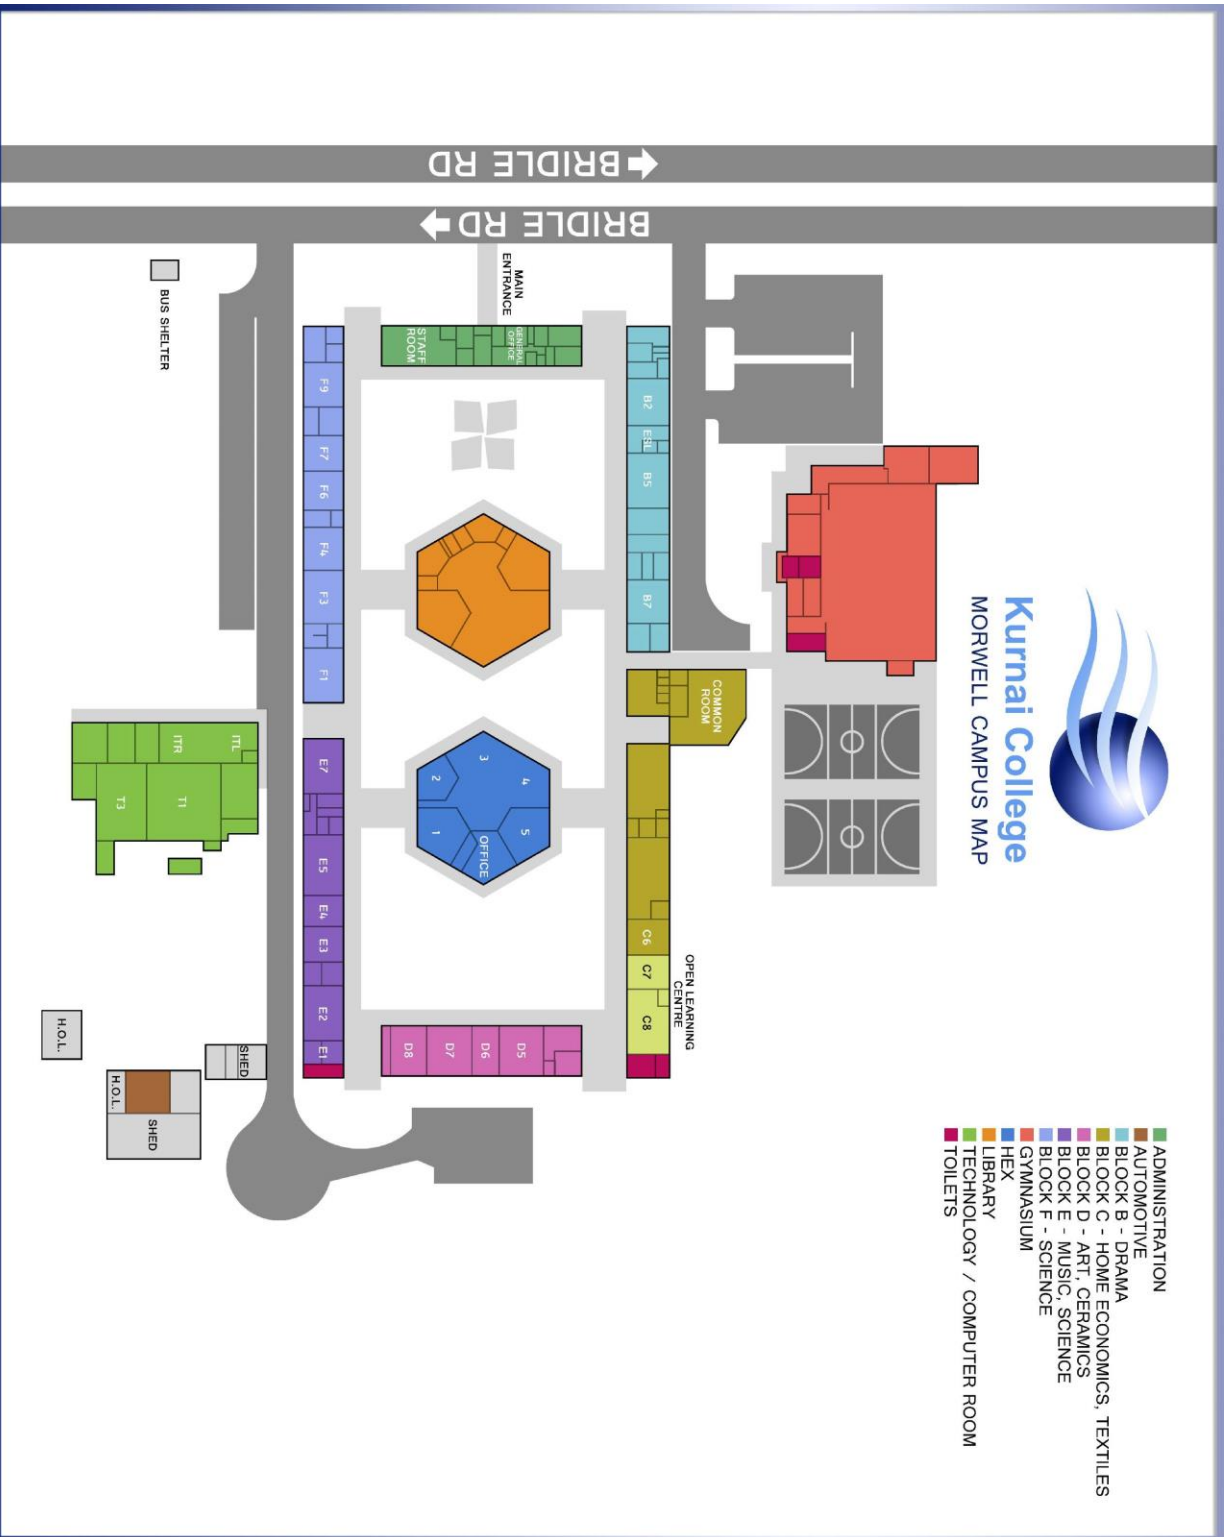 Kurnai College
MORWELL CAMPUS MAP
ADMINISTRATION
AUTOMOTIVE
BLOCK B - DRAMA
BLOCK C - HOME ECONOMICS, TEXTILES
BLOCK D - ART, CERAMICS
BLOCK E - MUSIC, SCIENCE
BLOCK F - SCIENCE
GYMNASIUM
HEX
LIBRARY
TECHNOLOGY / COMPUTER ROOM
TOILETS
BRIDLE RD
BRIDLE RD
MAIN
ENTRANCE
GENERAL
OFFICE
STAFF
ROOM
B2
ESL
B5
B7
COMMON
ROOM
C6
C7
C8
OPEN LEARNING
CENTRE
3
4
2
5
1
OFFICE
D5
D6
D7
D8
F9
F7
F6
F4
F3
F1
E7
E5
E4
E3
E2
E1
BUS SHELTER
ITL
ITR
T1
T3
SHED
H.O.L.
H.O.L.
SHED